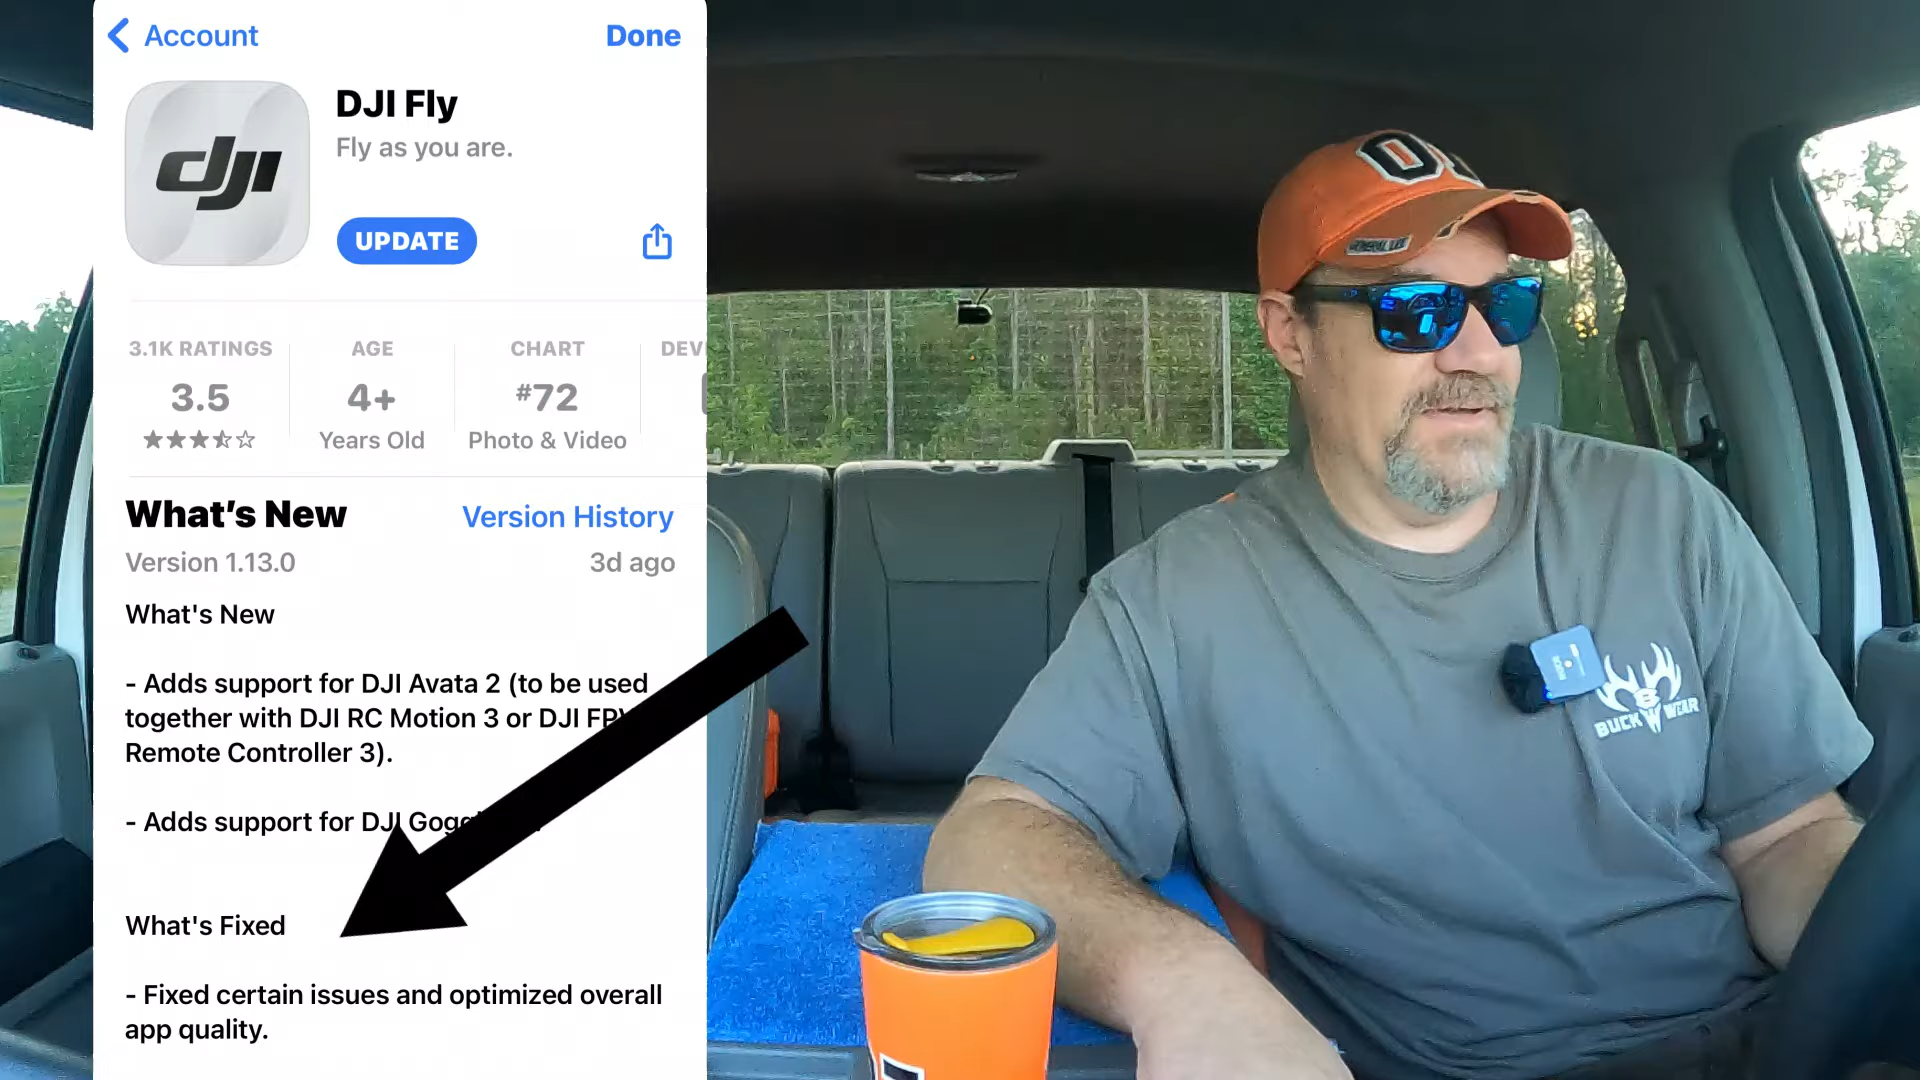 Account
Done
DJI Fly
Fly as you are.
dji
UPDATE
3.1K RATINGS
AGE
CHART
3.5
4+
#72
Years Old
Photo & Video
What's New
Version History
Version 1.13.0
3d ago
What's New
- Adds support for DJI Avata 2 (to be used
together with DJI RC Motion 3 or DJI
Remote Controller 3).
- Adds support for DJI
What's Fixed
- Fixed certain issues and optimized overall
app quality.
GENERAL LEE
BUCK WEAR